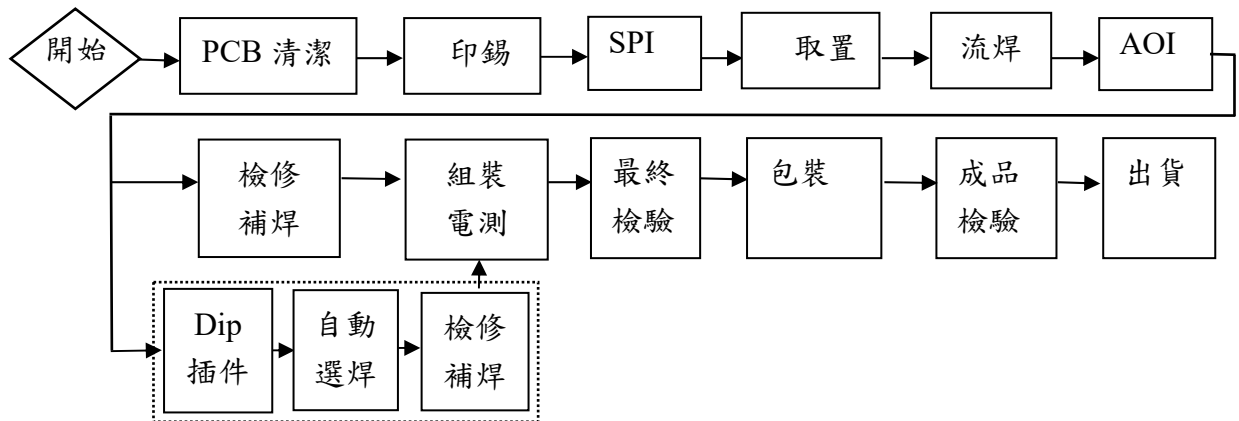 開始
PCB 清潔
印錫
SPI
取置
流焊
AOI
檢修
補焊
組裝
電測
最終
檢驗
包裝
成品
檢驗
出貨
Dip
插件
自動
選焊
檢修
補焊